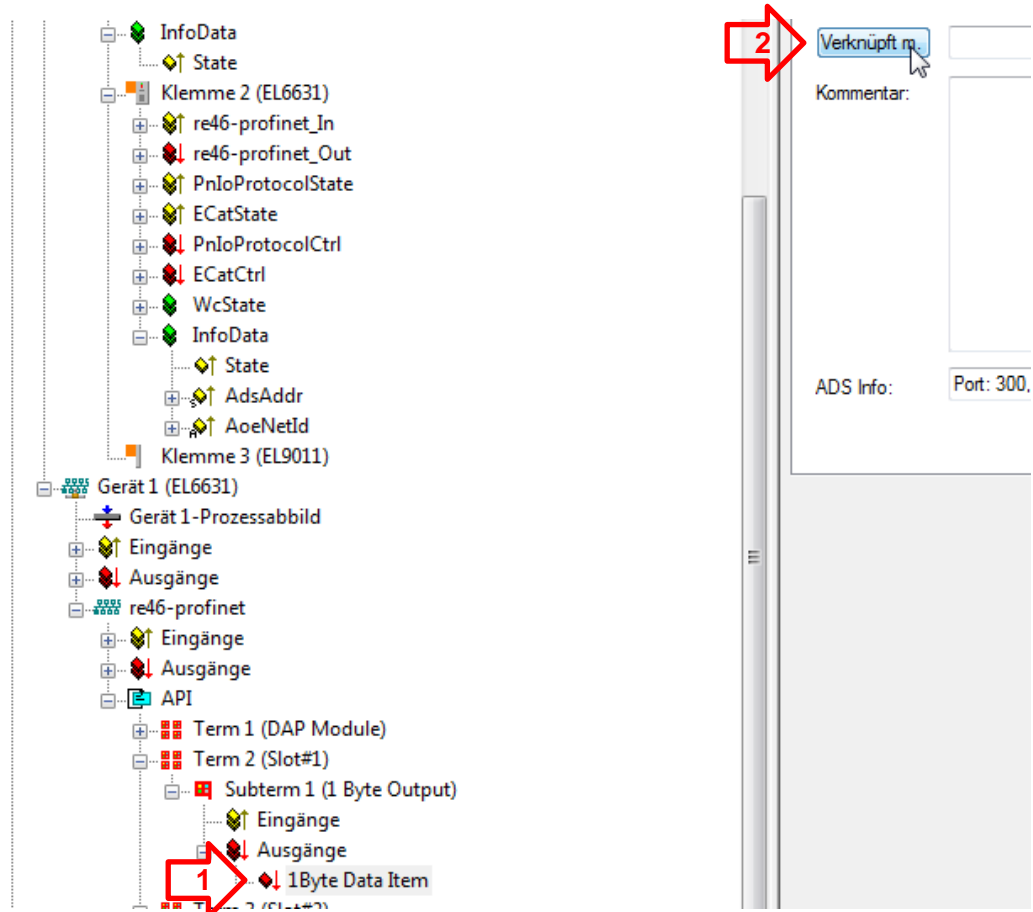 InfoData
State
Klemme 2 (EL6631)
re46-profinet_In
re46-profinet_Out
PnIoProtocolState
ECatState
PnIoProtocolCtrl
ECatCtrl
WcState
InfoData
State
AdsAddr
AoeNetId
Klemme 3 (EL9011)
Gerät 1 (EL6631)
Gerät 1-Prozessabbild
Eingänge
Ausgänge
re46-profinet
Eingänge
Ausgänge
API
Term 1 (DAP Module)
Term 2 (Slot#1)
Subterm 1 (1 Byte Output)
Eingänge
Ausgänge
1
1Byte Data Item
2
Verknüpft m.
Kommentar:
ADS Info:
Port: 300,